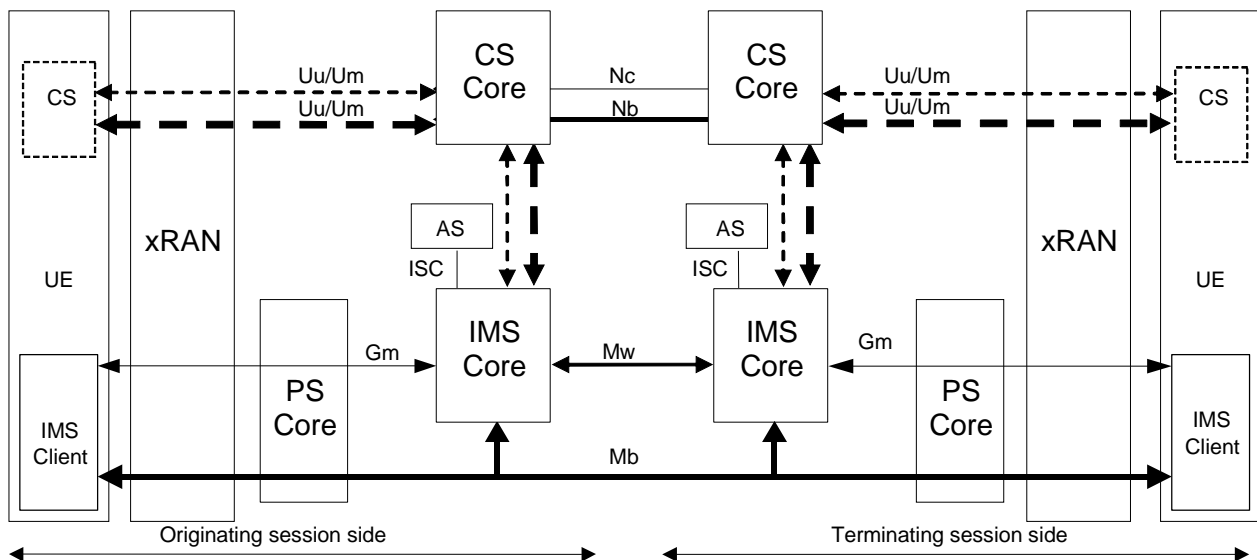 CS
Uu/Um
Uu/Um
CS
Core
Nc
Nb
CS
Core
Uu/Um
Uu/Um
CS
xRAN
AS
ISC
AS
ISC
xRAN
UE
UE
IMS
Core
Gm
Mw
IMS
Core
Gm
PS
Core
PS
Core
IMS
Client
Mb
IMS
Client
Originating session side
Terminating session side